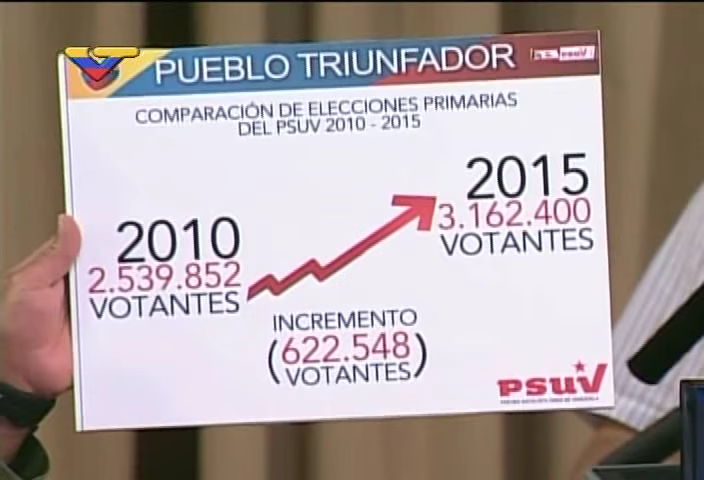 PUEBLO TRIUNFADOR
COMPARACIÓN DE ELECCIONES PRIMARIAS
DEL PSUV 2010 - 2015
2010
2.539.852
VOTANTES
2015
3.162.400
VOTANTES
INCREMENTO
(622.548
VOTANTES)
psuv